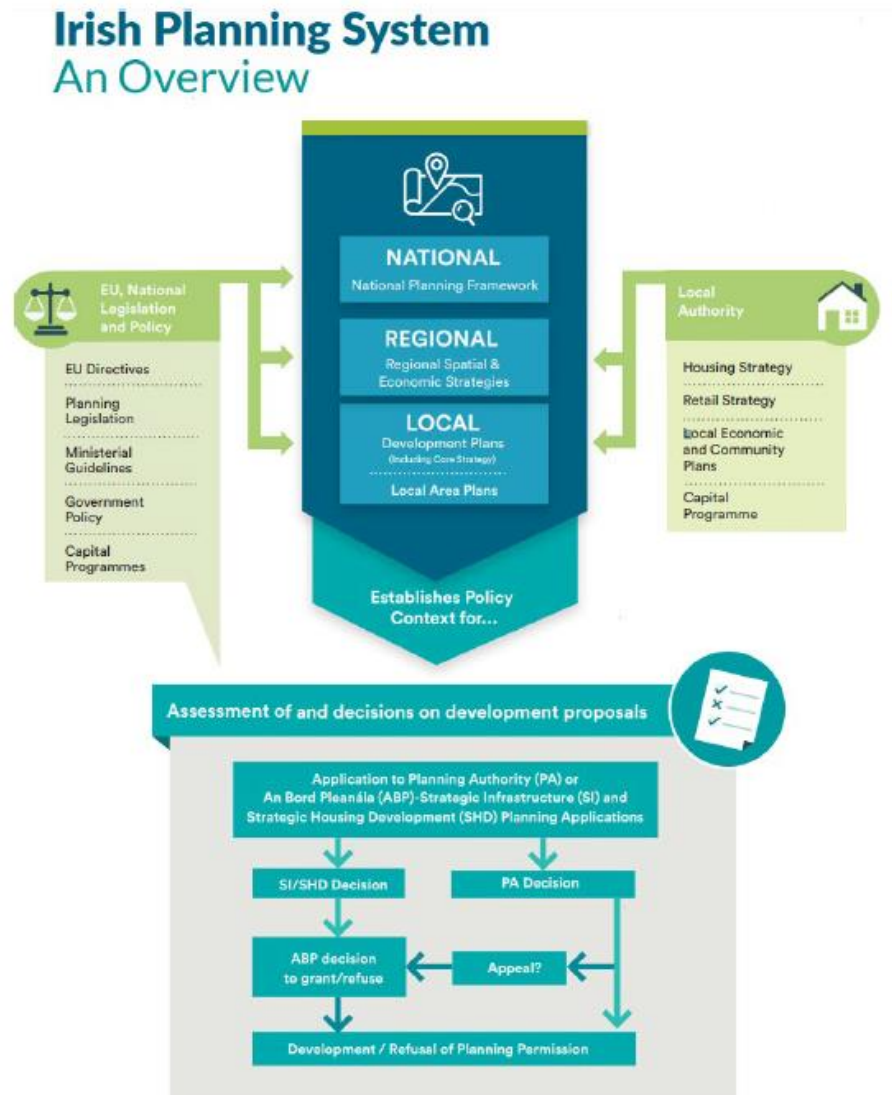 Irish Planning System
An Overview
NATIONAL
National Planning Framework
REGIONAL
Regional Spatial &
Economic Strategies
LOCAL
Development Plans
(Including Core Strategy)
Local Area Plans
EU, National
Legislation
and Policy
EU Directives
Planning
Legislation
Ministerial
Guidelines
Government
Policy
Capital
Programmes
Local
Authority
Housing Strategy
Retail Strategy
Local Economic
and Community
Plans
Capital
Programme
Establishes Policy
Context for...
Assessment of and decisions on development proposals
Application to Planning Authority (PA) or
An Bord Pleanála (ABP)-Strategic Infrastructure (SI) and
Strategic Housing Development (SHD) Planning Applications
SI/SHD Decision
PA Decision
ABP decision
to grant/refuse
Appeal?
Development / Refusal of Planning Permission